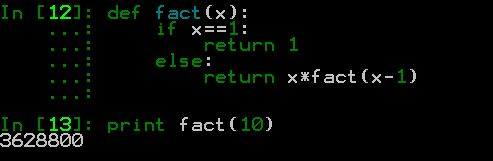 In [12]: def fact(x):
   ...:     if x==1:
   ...:         return 1
   ...:     else:
   ...:         return x*fact(x-1)
   ...:
In [13]: print fact(10)
3628800